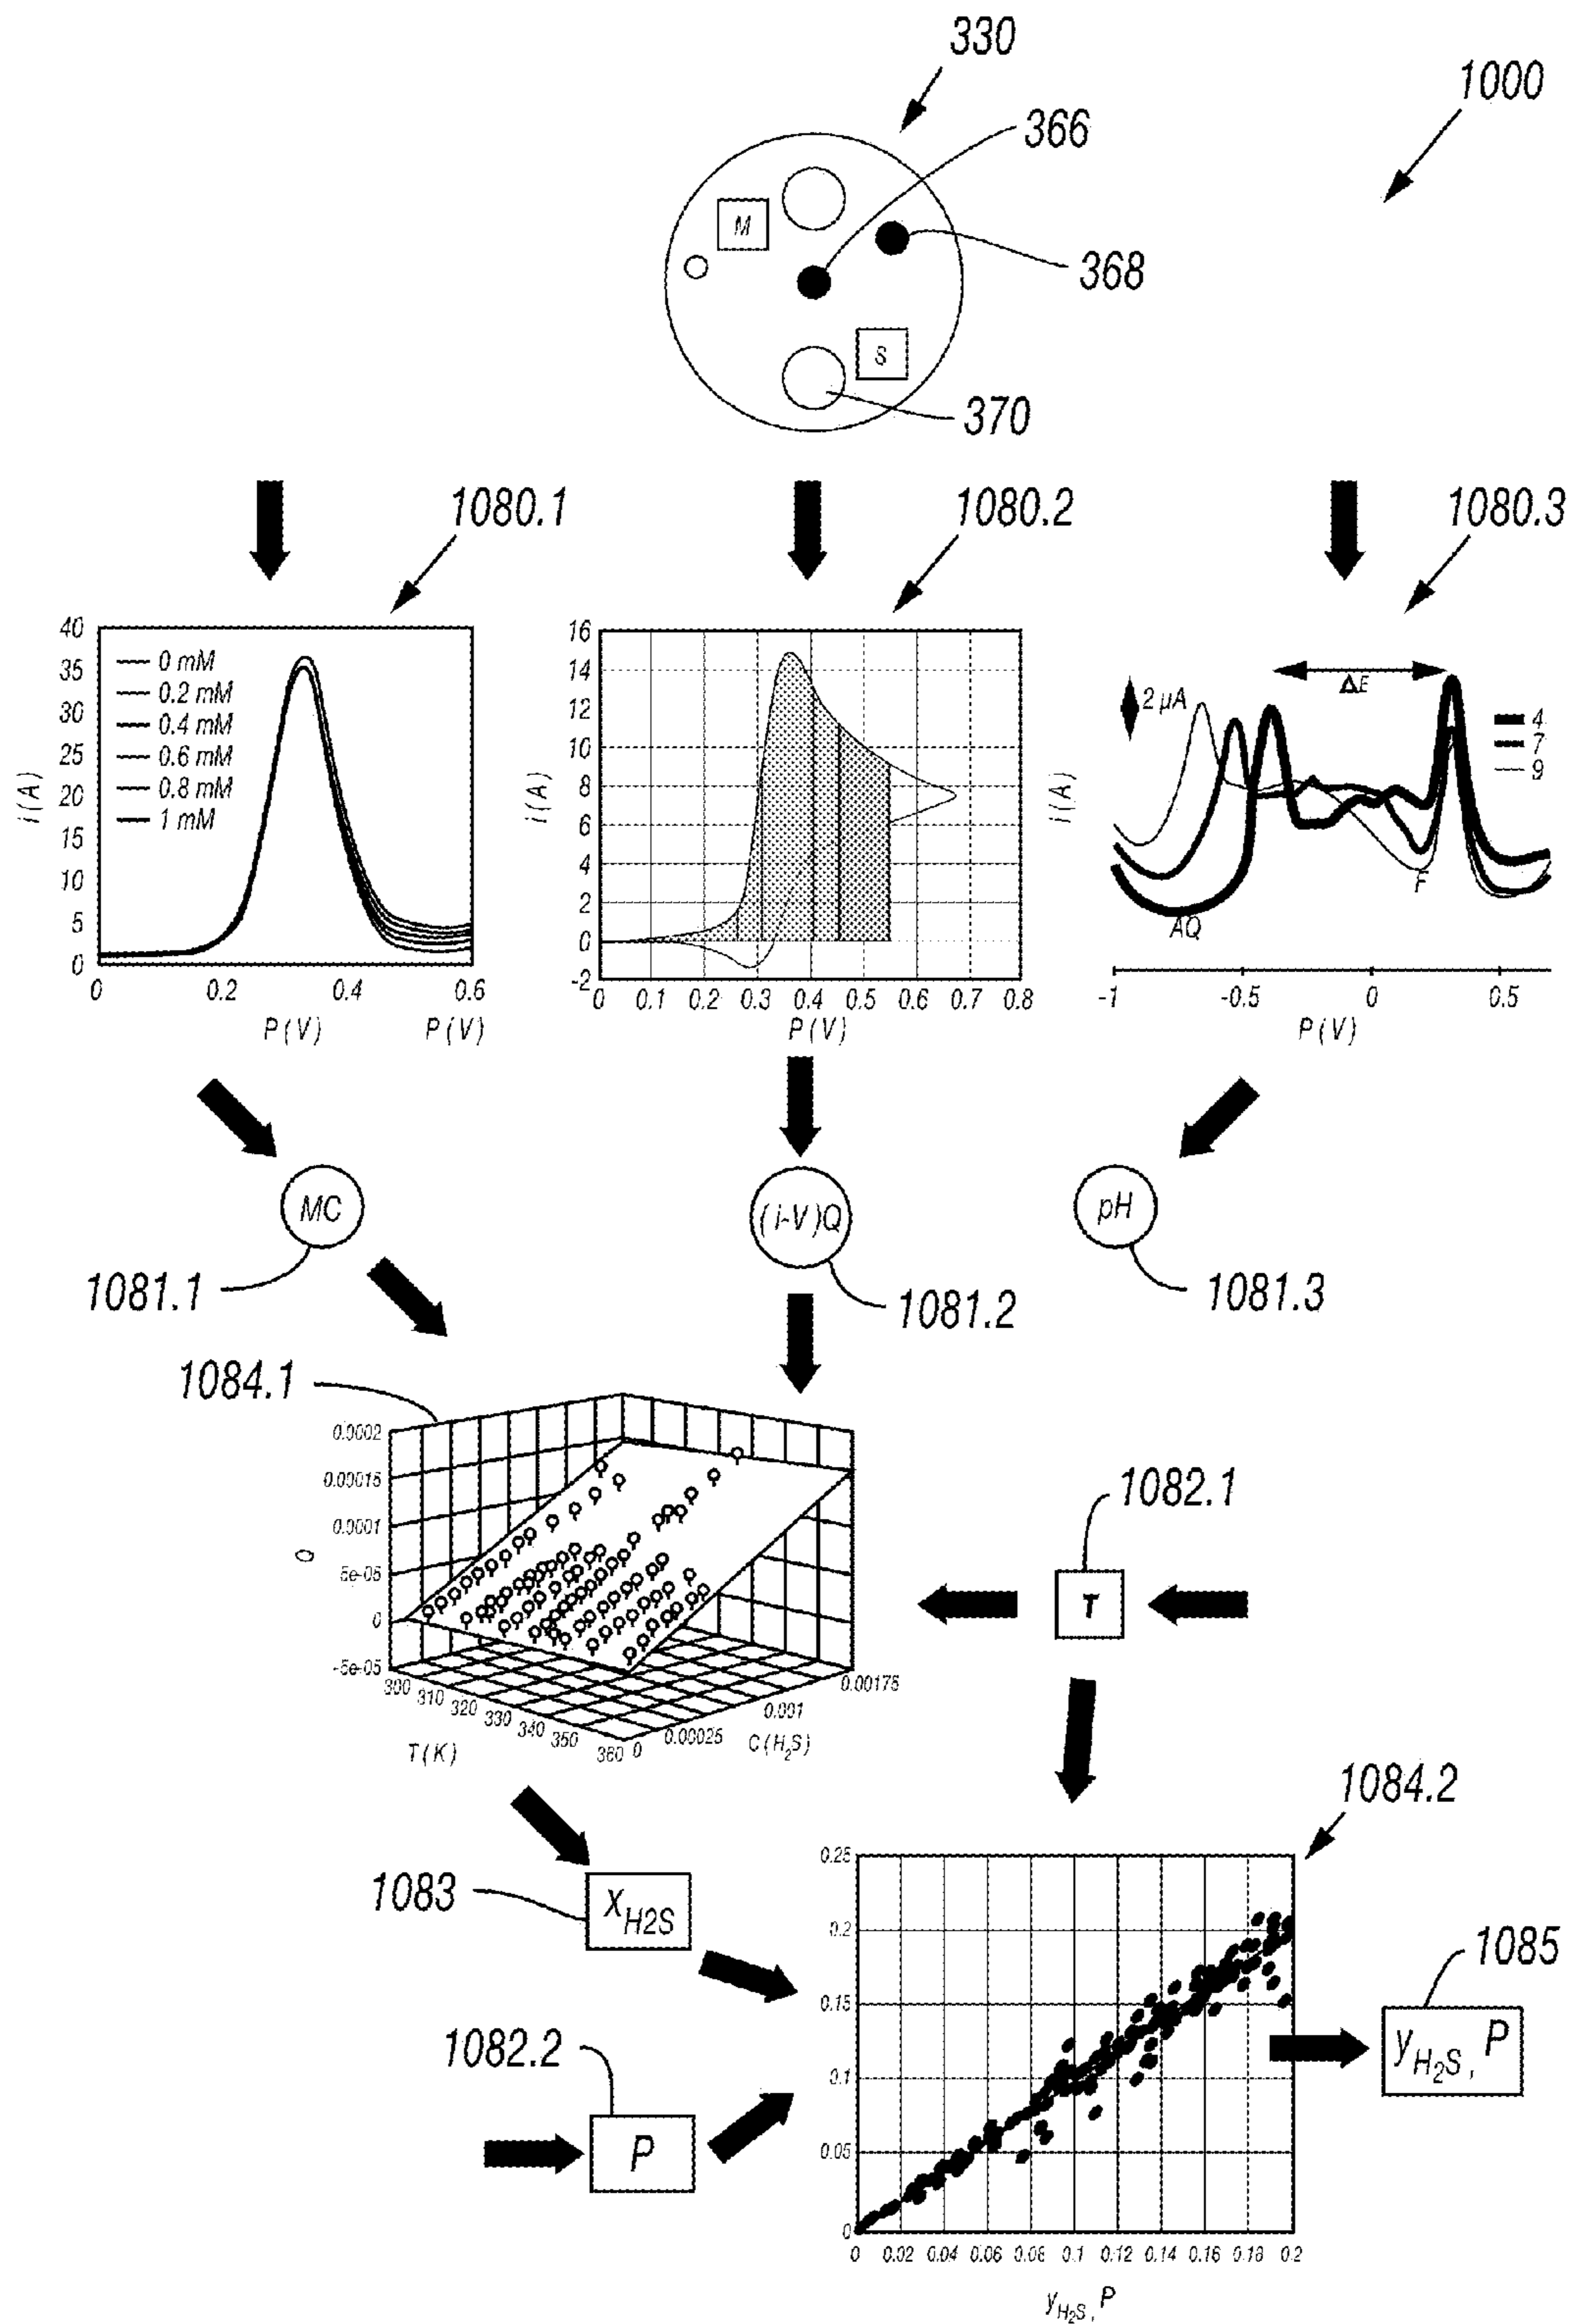 330
1000
366
M
368
S
370
1080.1
1080.2
1080.3
40
35
30
25
20
15
10
5
0
i(A)
0 mM
0.2 mM
0.4 mM
0.6 mM
0.8 mM
1 mM
0 0.2 0.4 0.6
P(V) P(V)
16
14
12
10
8
6
4
2
0
-2
i(A)
0 0.1 0.2 0.3 0.4 0.5 0.6 0.7 0.8
P(V)
2 µA
ΔE
4
7
9
i(A)
F
AQ
-1 -0.5 0 0.5
P(V)
MC
(i-V)Q
pH
1081.1
1081.2
1081.3
1084.1
0.0002
0.00015
0.0001
5e-05
0
-5e-05
Q
300 310 320 330 340 350 360
T(K)
0 0.00025 0.001 0.00175
C(H₂S)
1082.1
T
1084.2
1083
X_H2S
1082.2
P
0.25
0.2
0.15
0.1
0.05
0
0 0.02 0.04 0.06 0.08 0.1 0.12 0.14 0.16 0.18 0.2
y_H₂S, P
1085
y_H₂S, P